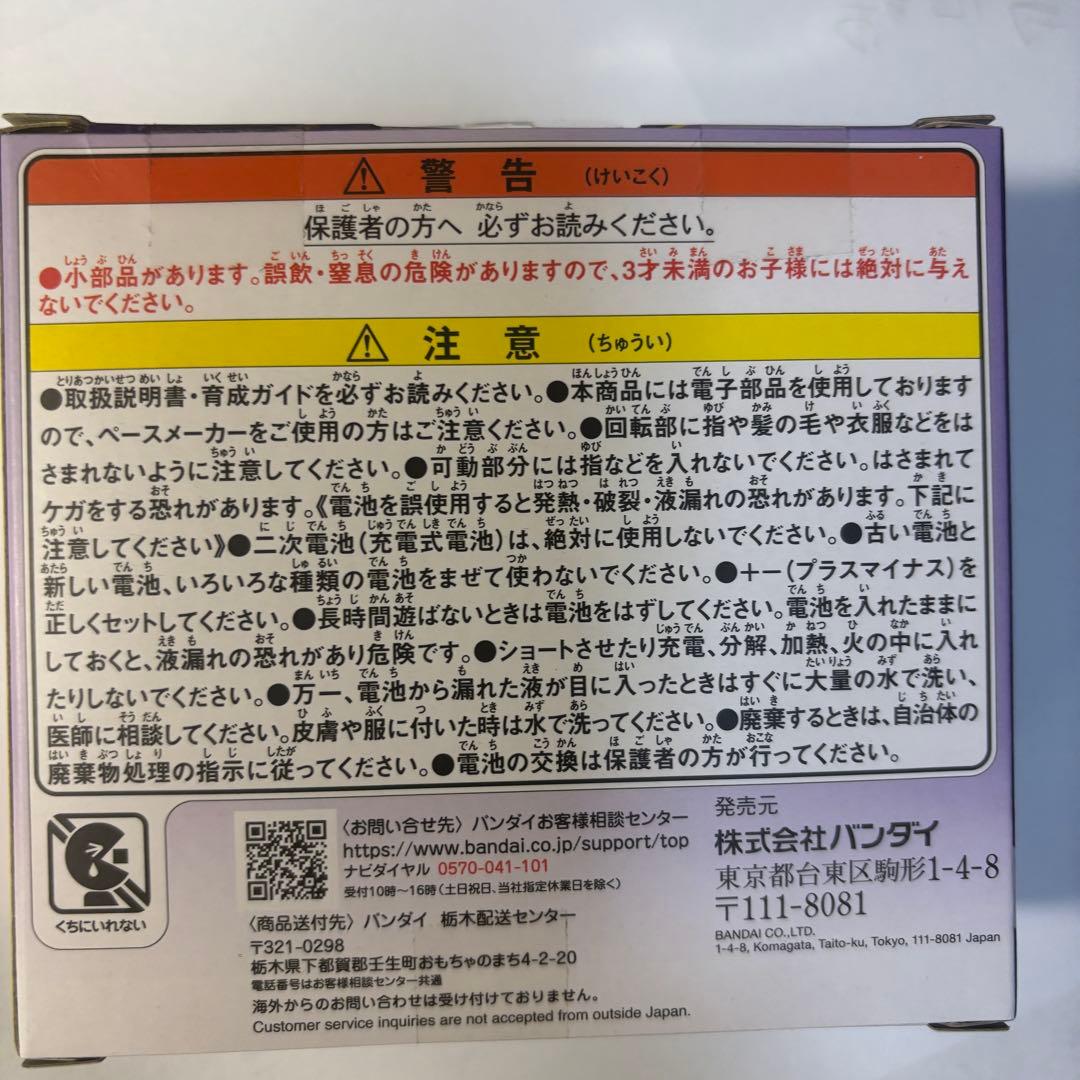 ⚠ 警告 (けいこく)
保護者の方へ 必ずお読みください。
●小部品があります。誤飲・窒息の危険がありますので、3才未満のお子様には絶対に与え
ないでください。
⚠ 注意 (ちゅうい)
●取扱説明書・育成ガイドを必ずお読みください。●本商品には電子部品を使用しております
ので、ペースメーカーをご使用の方はご注意ください。●回転部に指や髪の毛や衣服などをは
さまれないように注意してください。●可動部分には指などを入れないでください。はさまれて
ケガをする恐れがあります。《電池を誤使用すると発熱・破裂・液漏れの恐れがあります。下記に
注意してください》●二次電池(充電式電池)は、絶対に使用しないでください。●古い電池と
新しい電池、いろいろな種類の電池をまぜて使わないでください。●+−(プラスマイナス)を
正しくセットしてください。●長時間遊ばないときは電池をはずしてください。電池を入れたままに
しておくと、液漏れの恐れがあり危険です。●ショートさせたり充電、分解、加熱、火の中に入れ
たりしないでください。●万一、電池から漏れた液が目に入ったときはすぐに大量の水で洗い、
医師に相談してください。皮膚や服に付いた時は水で洗ってください。●廃棄するときは、自治体の
廃棄物処理の指示に従ってください。●電池の交換は保護者の方が行ってください。
くちにいれない
〈お問い合せ先〉バンダイお客様相談センター
https://www.bandai.co.jp/support/top
ナビダイヤル 0570-041-101
受付10時〜16時(土日祝日、当社指定休業日を除く)
〈商品送付先〉バンダイ 栃木配送センター
〒321-0298
栃木県下都賀郡壬生町おもちゃのまち4-2-20
電話番号はお客様相談センター共通
海外からのお問い合わせは受け付けておりません。
Customer service inquiries are not accepted from outside Japan.
発売元
株式会社バンダイ
東京都台東区駒形1-4-8
〒111-8081
BANDAI CO.,LTD.
1-4-8, Komagata, Taito-ku, Tokyo, 111-8081 Japan